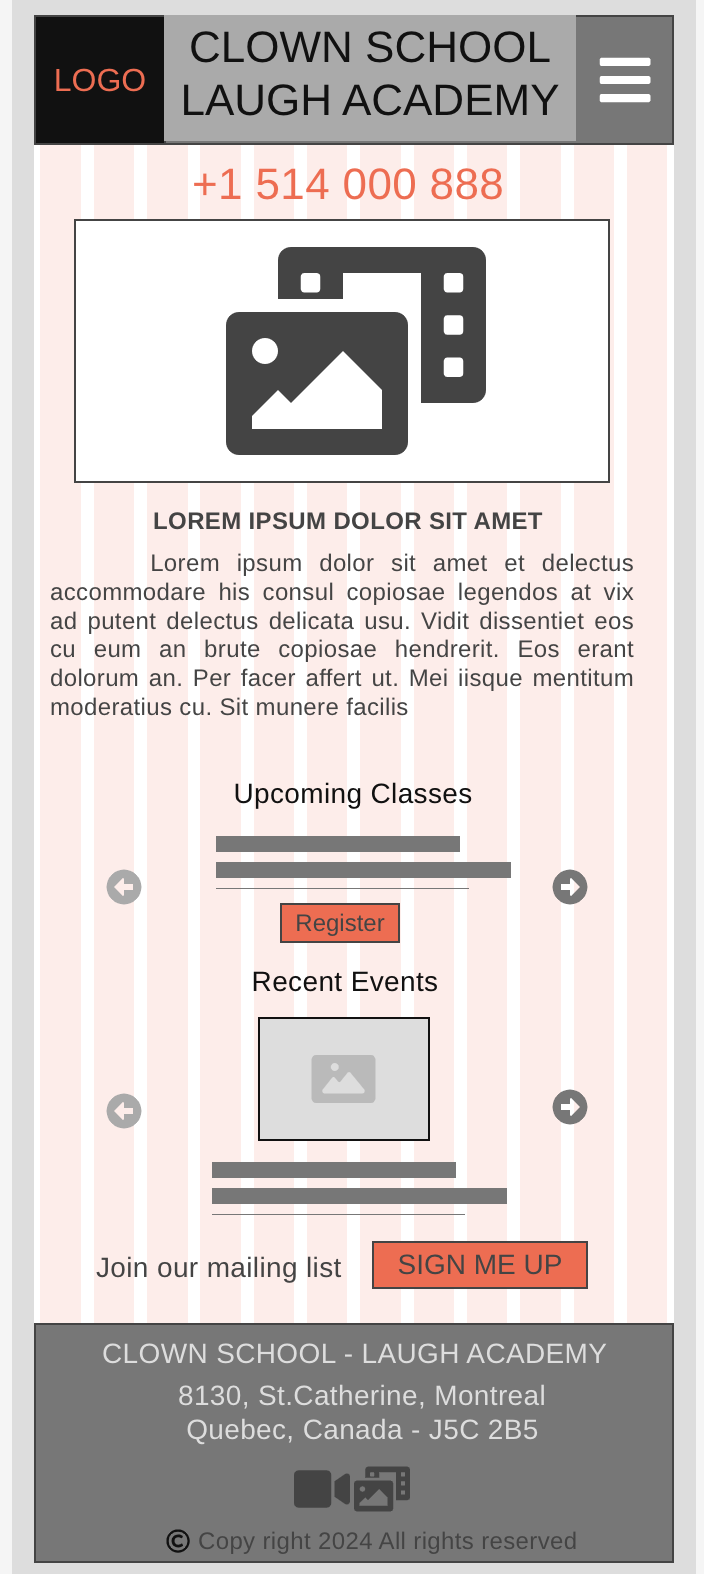 LOGO
CLOWN SCHOOL
LAUGH ACADEMY
+1 514 000 888
LOREM IPSUM DOLOR SIT AMET
Lorem ipsum dolor sit amet et delectus
accommodare his consul copiosae legendos at vix
ad putent delectus delicata usu. Vidit dissentiet eos
cu eum an brute copiosae hendrerit. Eos erant
dolorum an. Per facer affert ut. Mei iisque mentitum
moderatius cu. Sit munere facilis
Upcoming Classes
Register
Recent Events
Join our mailing list
SIGN ME UP
CLOWN SCHOOL - LAUGH ACADEMY
8130, St.Catherine, Montreal
Quebec, Canada - J5C 2B5
© Copy right 2024 All rights reserved